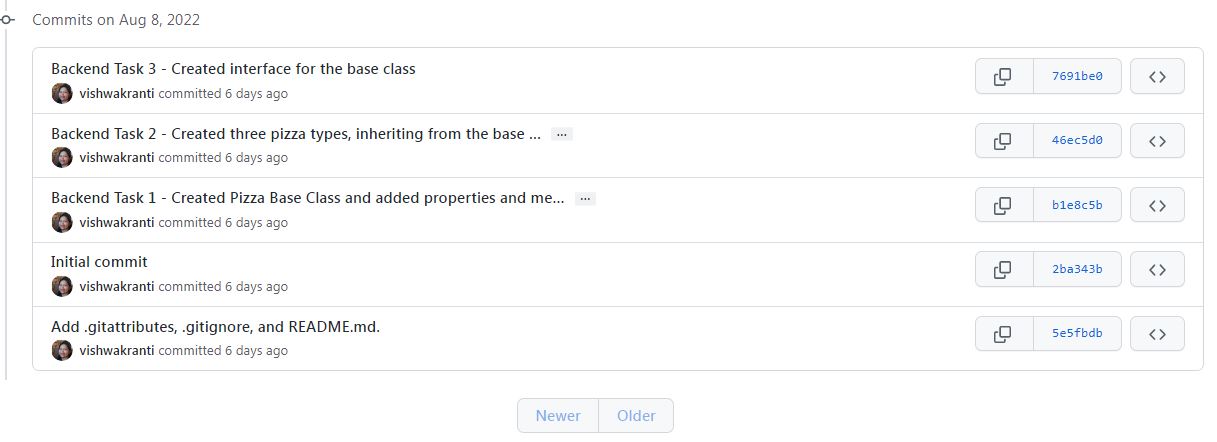 Commits on Aug 8, 2022
Backend Task 3 - Created interface for the base class
7691be0
vishwakranti committed 6 days ago
Backend Task 2 - Created three pizza types, inheriting from the base ... ...
46ec5d0
vishwakranti committed 6 days ago
Backend Task 1 - Created Pizza Base Class and added properties and me... ...
b1e8c5b
vishwakranti committed 6 days ago
Initial commit
2ba343b
vishwakranti committed 6 days ago
Add .gitattributes, .gitignore, and README.md.
5e5fbdb
vishwakranti committed 6 days ago
Newer Older